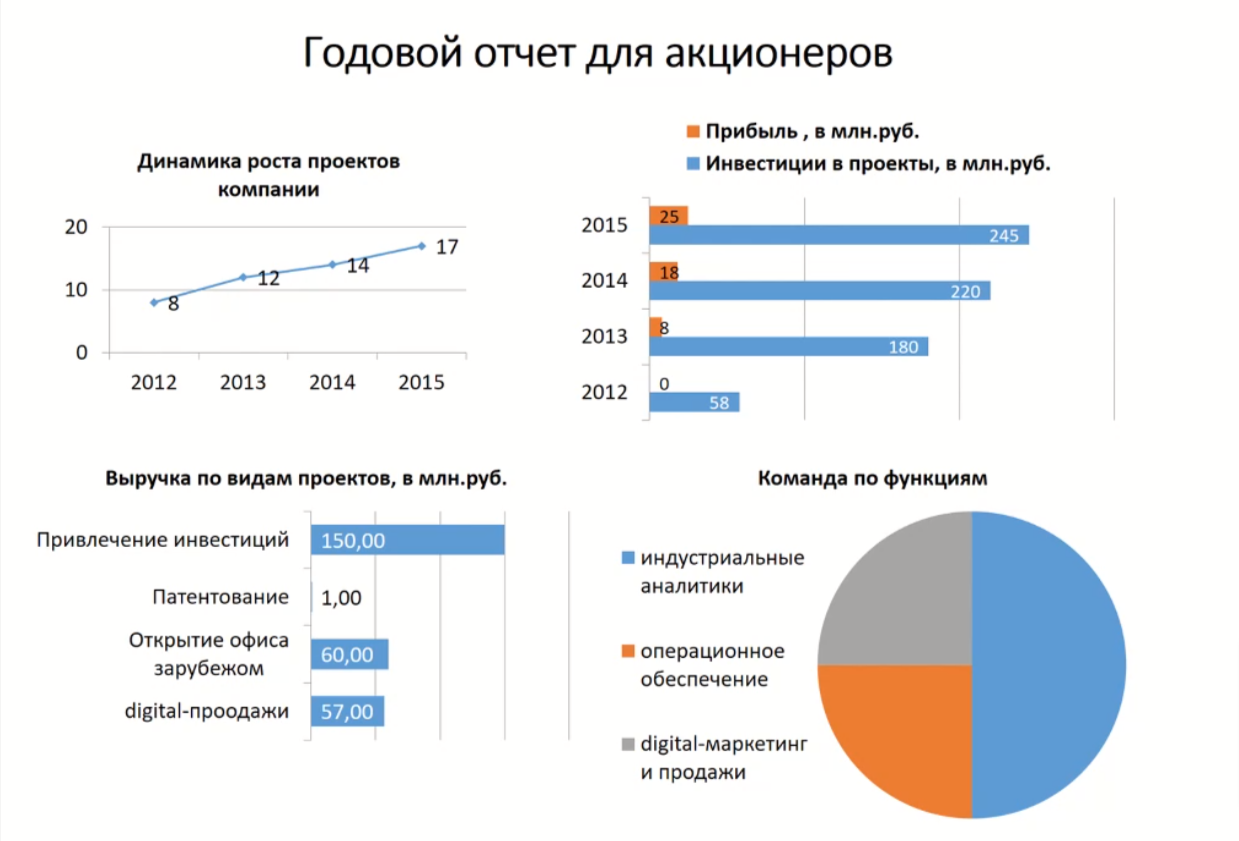 Годовой отчет для акционеров
Динамика роста проектов
компании
20
10
0
8
12
14
17
2012
2013
2014
2015
Прибыль , в млн.руб.
Инвестиции в проекты, в млн.руб.
2015
25
245
2014
18
220
2013
8
180
2012
0
58
Выручка по видам проектов, в млн.руб.
Привлечение инвестиций
150,00
Патентование
1,00
Открытие офиса
зарубежом
60,00
digital-проодажи
57,00
Команда по функциям
индустриальные
аналитики
операционное
обеспечение
digital-маркетинг
и продажи